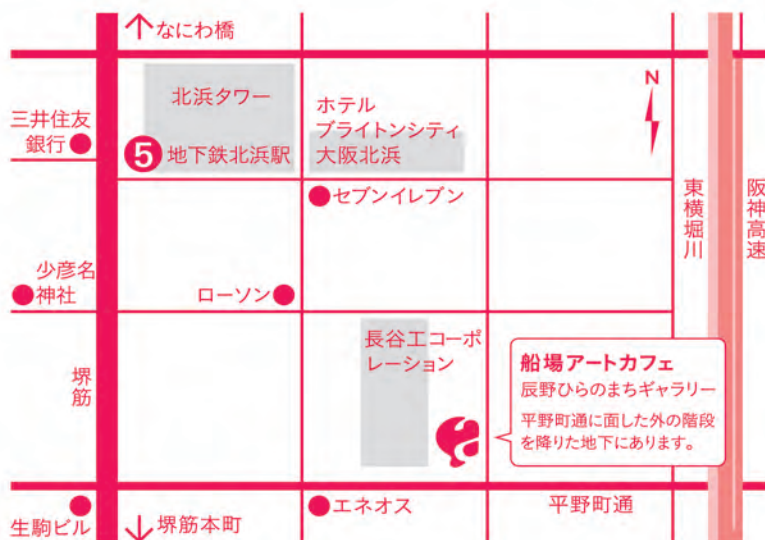 なにわ橋
北浜タワー
5 地下鉄北浜駅
ホテル
ブライトンシティ
大阪北浜
N
三井住友
銀行
セブンイレブン
東横堀川
阪神高速
少彦名
神社
ローソン
堺筋
長谷工コーポ
レーション
船場アートカフェ
辰野ひらのまちギャラリー
平野町通に面した外の階段
を降りた地下にあります。
a
生駒ビル
堺筋本町
エネオス
平野町通